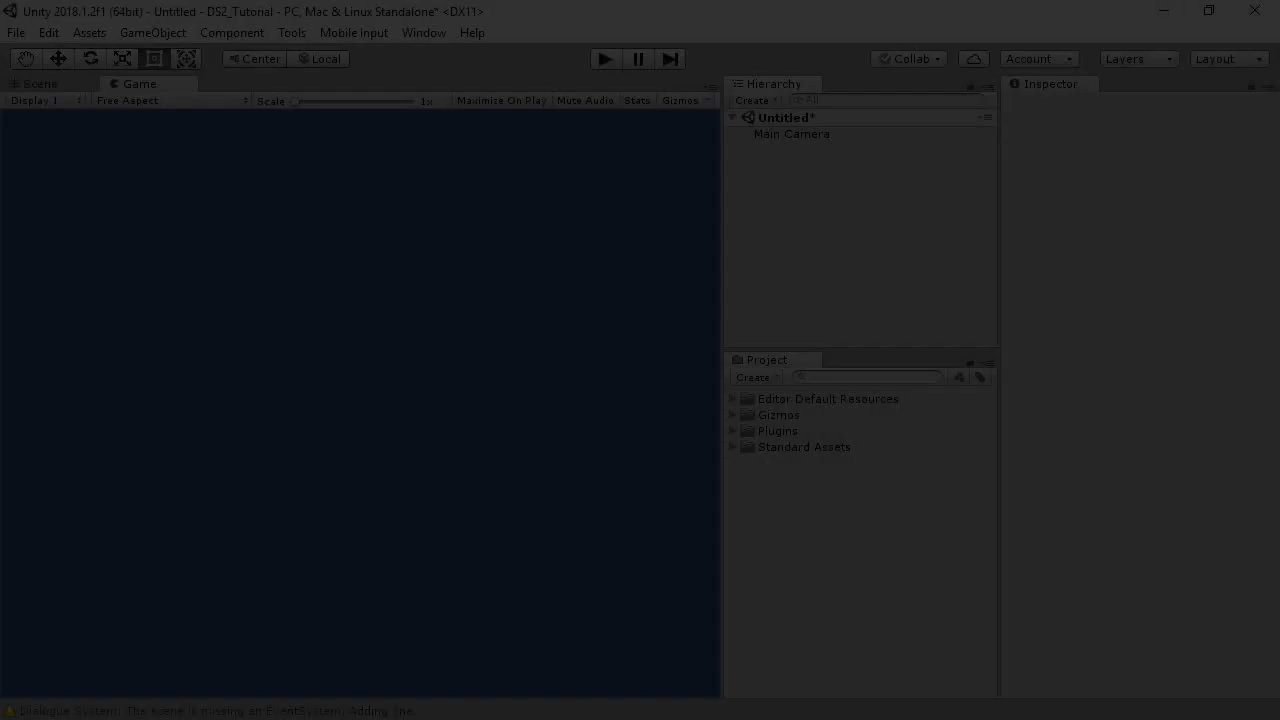 Unity 2018.1.2f1 (64bit) - Untitled - DS2_Tutorial - PC, Mac & Linux Standalone* <DX11>
File Edit Assets GameObject Component Tools Mobile Input Window Help
Center Local Collab Account Layers Layout
Scene Game Hierarchy Inspector
Display 1 Free Aspect Scale 1x Maximize On Play Mute Audio Stats Gizmos Create All
Untitled*
Main Camera
Project
Create
Editor Default Resources
Gizmos
Plugins
Standard Assets
Dialogue System: The scene is missing an EventSystem. Adding one.